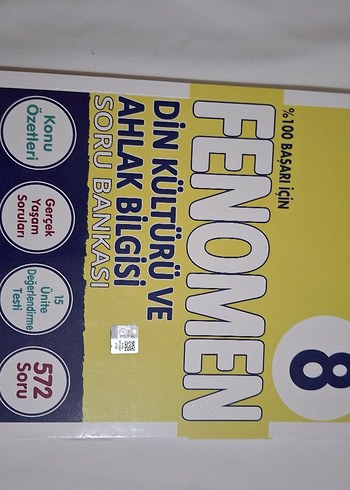 %100 BAŞARI İÇİN
8
FENOMEN
DİN KÜLTÜRÜ VE
AHLAK BİLGİSİ
SORU BANKASI
Konu
Özetleri
Gerçek
Yaşam
Soruları
15
Ünite
Değerlendirme
Testi
572
Soru